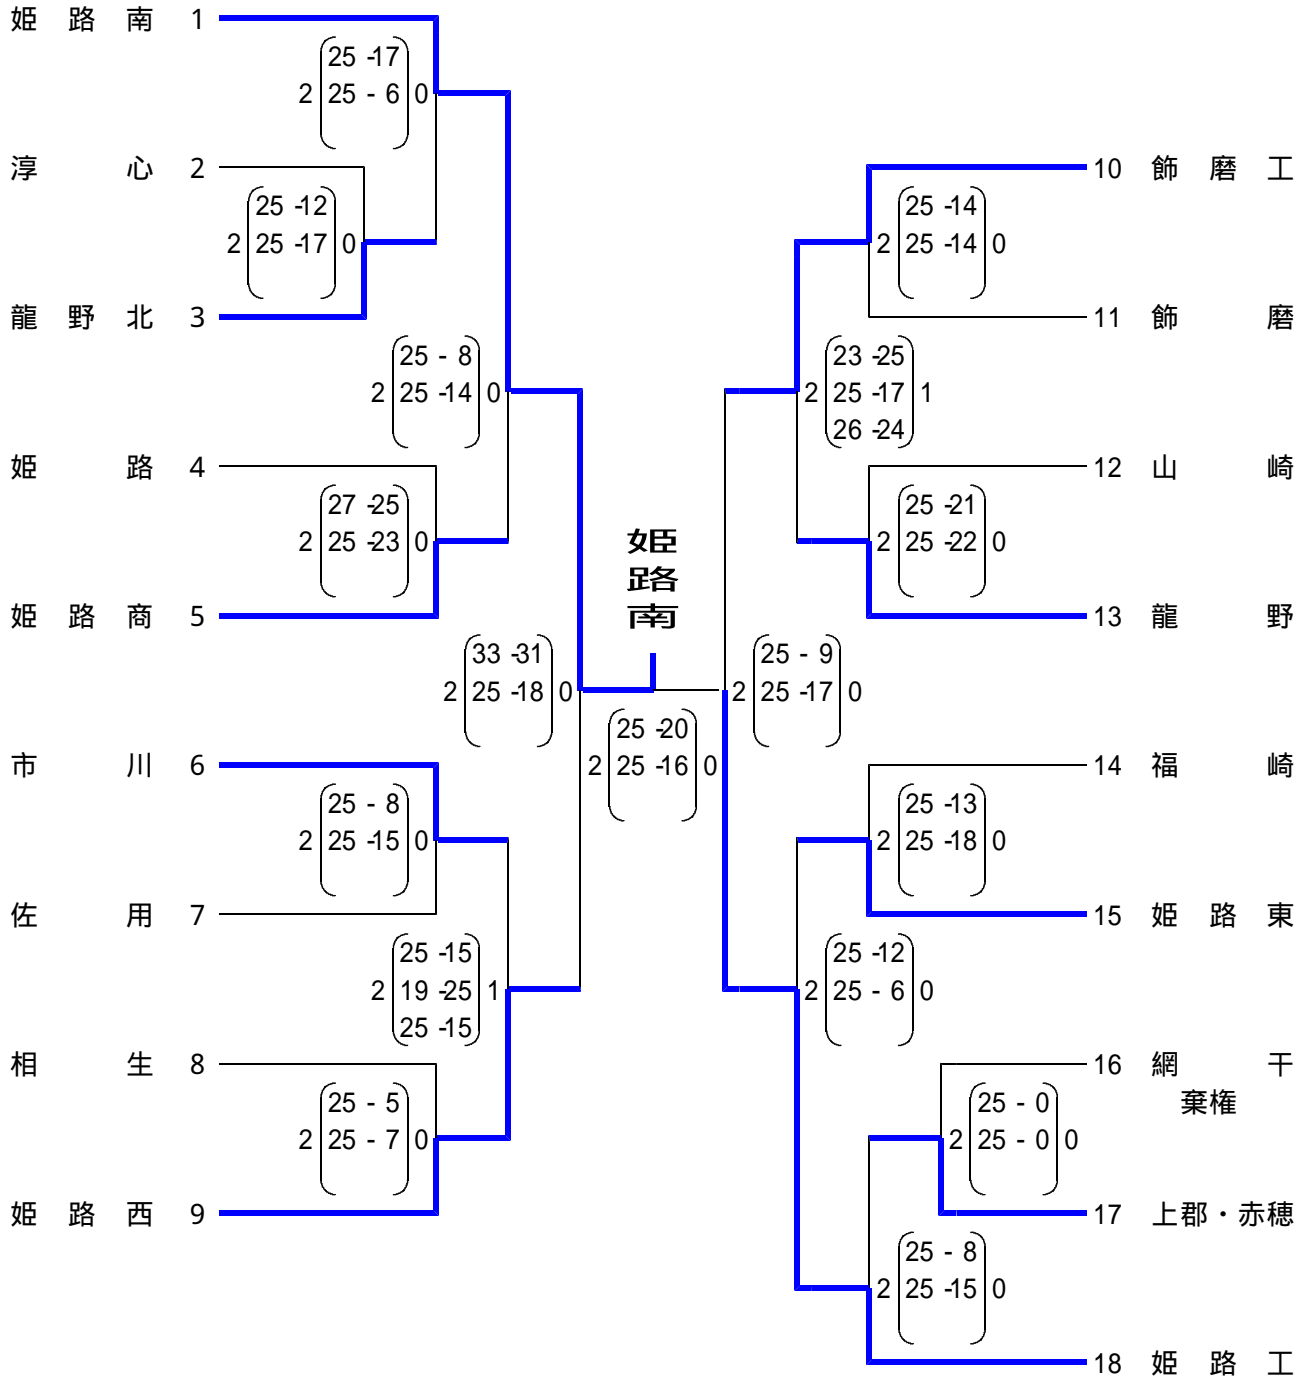 姫路南 1
25 -17
2 25 - 6 0
淳心 2
25 -12
2 25 -17 0
龍野北 3
25 - 8
2 25 -14 0
姫路 4
27 -25
2 25 -23 0
姫路商 5
33 -31
2 25 -18 0
市川 6
25 - 8
2 25 -15 0
佐用 7
25 -15
2 19 -25 1
25 -15
相生 8
25 - 5
2 25 - 7 0
姫路西 9
姫路南
25 -20
2 25 -16 0
10 飾磨工
25 -14
2 25 -14 0
11 飾磨
23 -25
2 25 -17 1
26 -24
12 山崎
25 -21
2 25 -22 0
13 龍野
25 - 9
2 25 -17 0
14 福崎
25 -13
2 25 -18 0
15 姫路東
25 -12
2 25 - 6 0
16 網干
棄権
25 - 0
2 25 - 0 0
17 上郡・赤穂
25 - 8
2 25 -15 0
18 姫路工